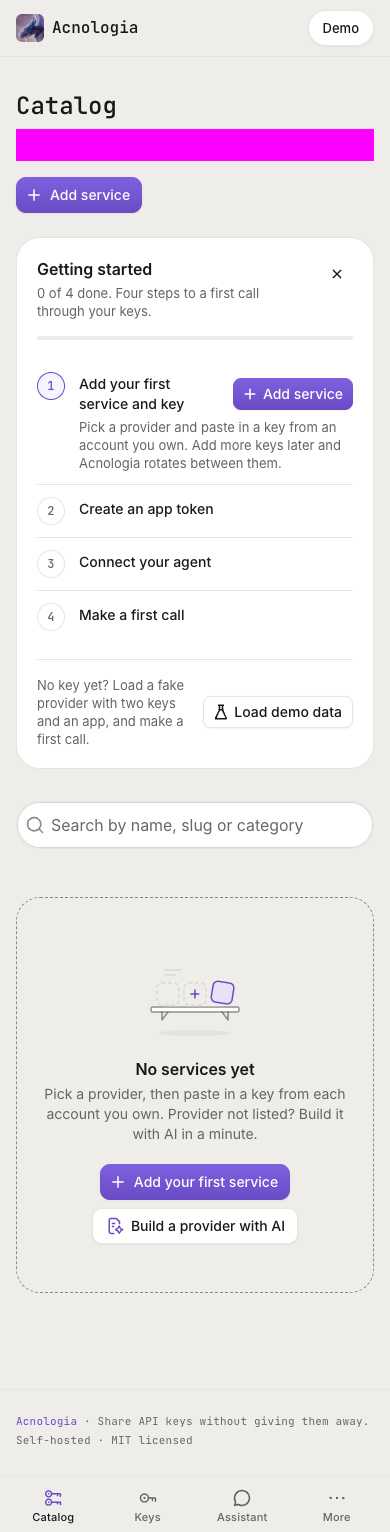 Acnologia
Demo
Catalog
Add service
Getting started
0 of 4 done. Four steps to a first call
through your keys.
1
Add your first
service and key
Add service
Pick a provider and paste in a key from an
account you own. Add more keys later and
Acnologia rotates between them.
2
Create an app token
3
Connect your agent
4
Make a first call
No key yet? Load a fake
provider with two keys
and an app, and make a
first call.
Load demo data
Search by name, slug or category
No services yet
Pick a provider, then paste in a key from each
account you own. Provider not listed? Build it
with AI in a minute.
Add your first service
Build a provider with AI
Acnologia · Share API keys without giving them away.
Self-hosted · MIT licensed
Catalog
Keys
Assistant
More